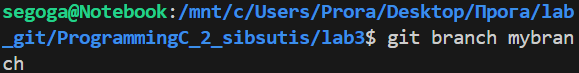 segoga@Notebook:/mnt/c/Users/Prora/Desktop/Прога/lab
_git/ProgrammingC_2_sibsutis/lab3$ git branch mybran
ch